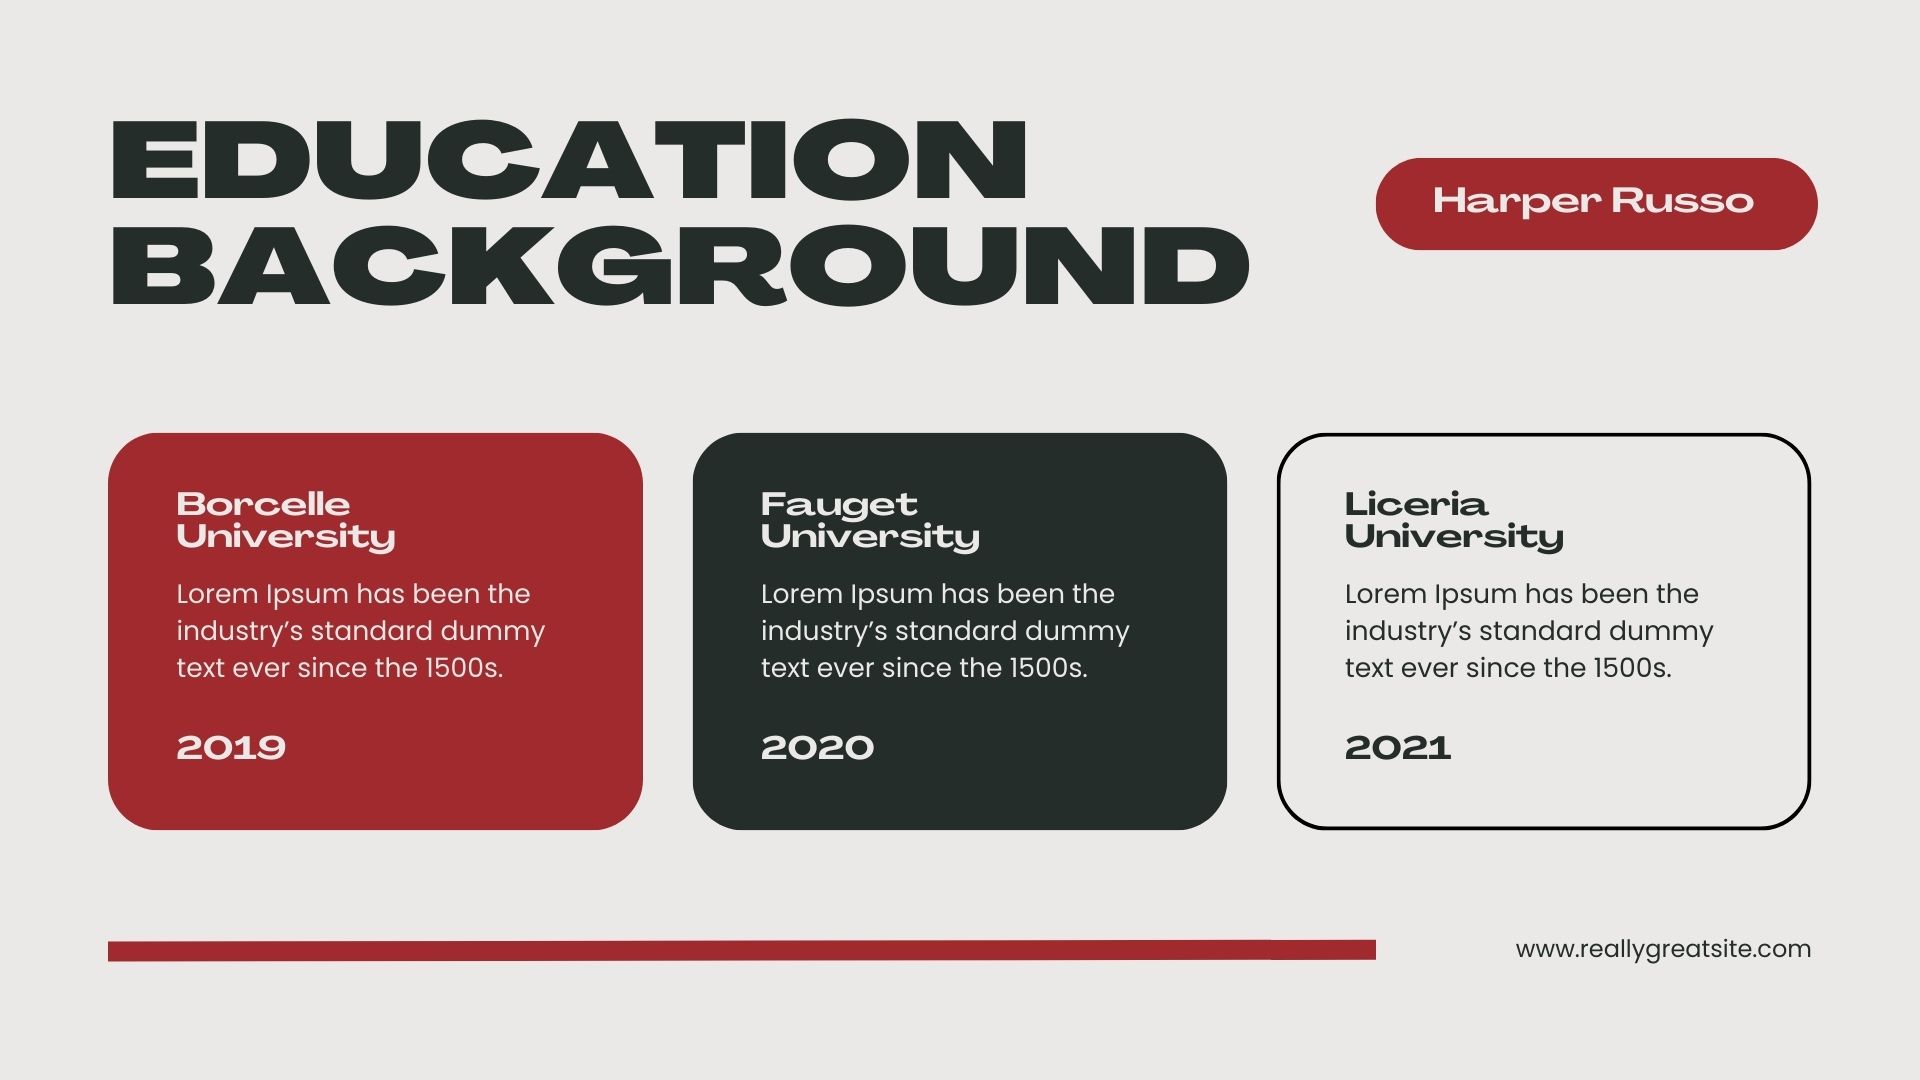 EDUCATION
BACKGROUND
Harper Russo
Borcelle
University
Lorem Ipsum has been the
industry’s standard dummy
text ever since the 1500s.
2019
Fauget
University
Lorem Ipsum has been the
industry’s standard dummy
text ever since the 1500s.
2020
Liceria
University
Lorem Ipsum has been the
industry’s standard dummy
text ever since the 1500s.
2021
www.reallygreatsite.com